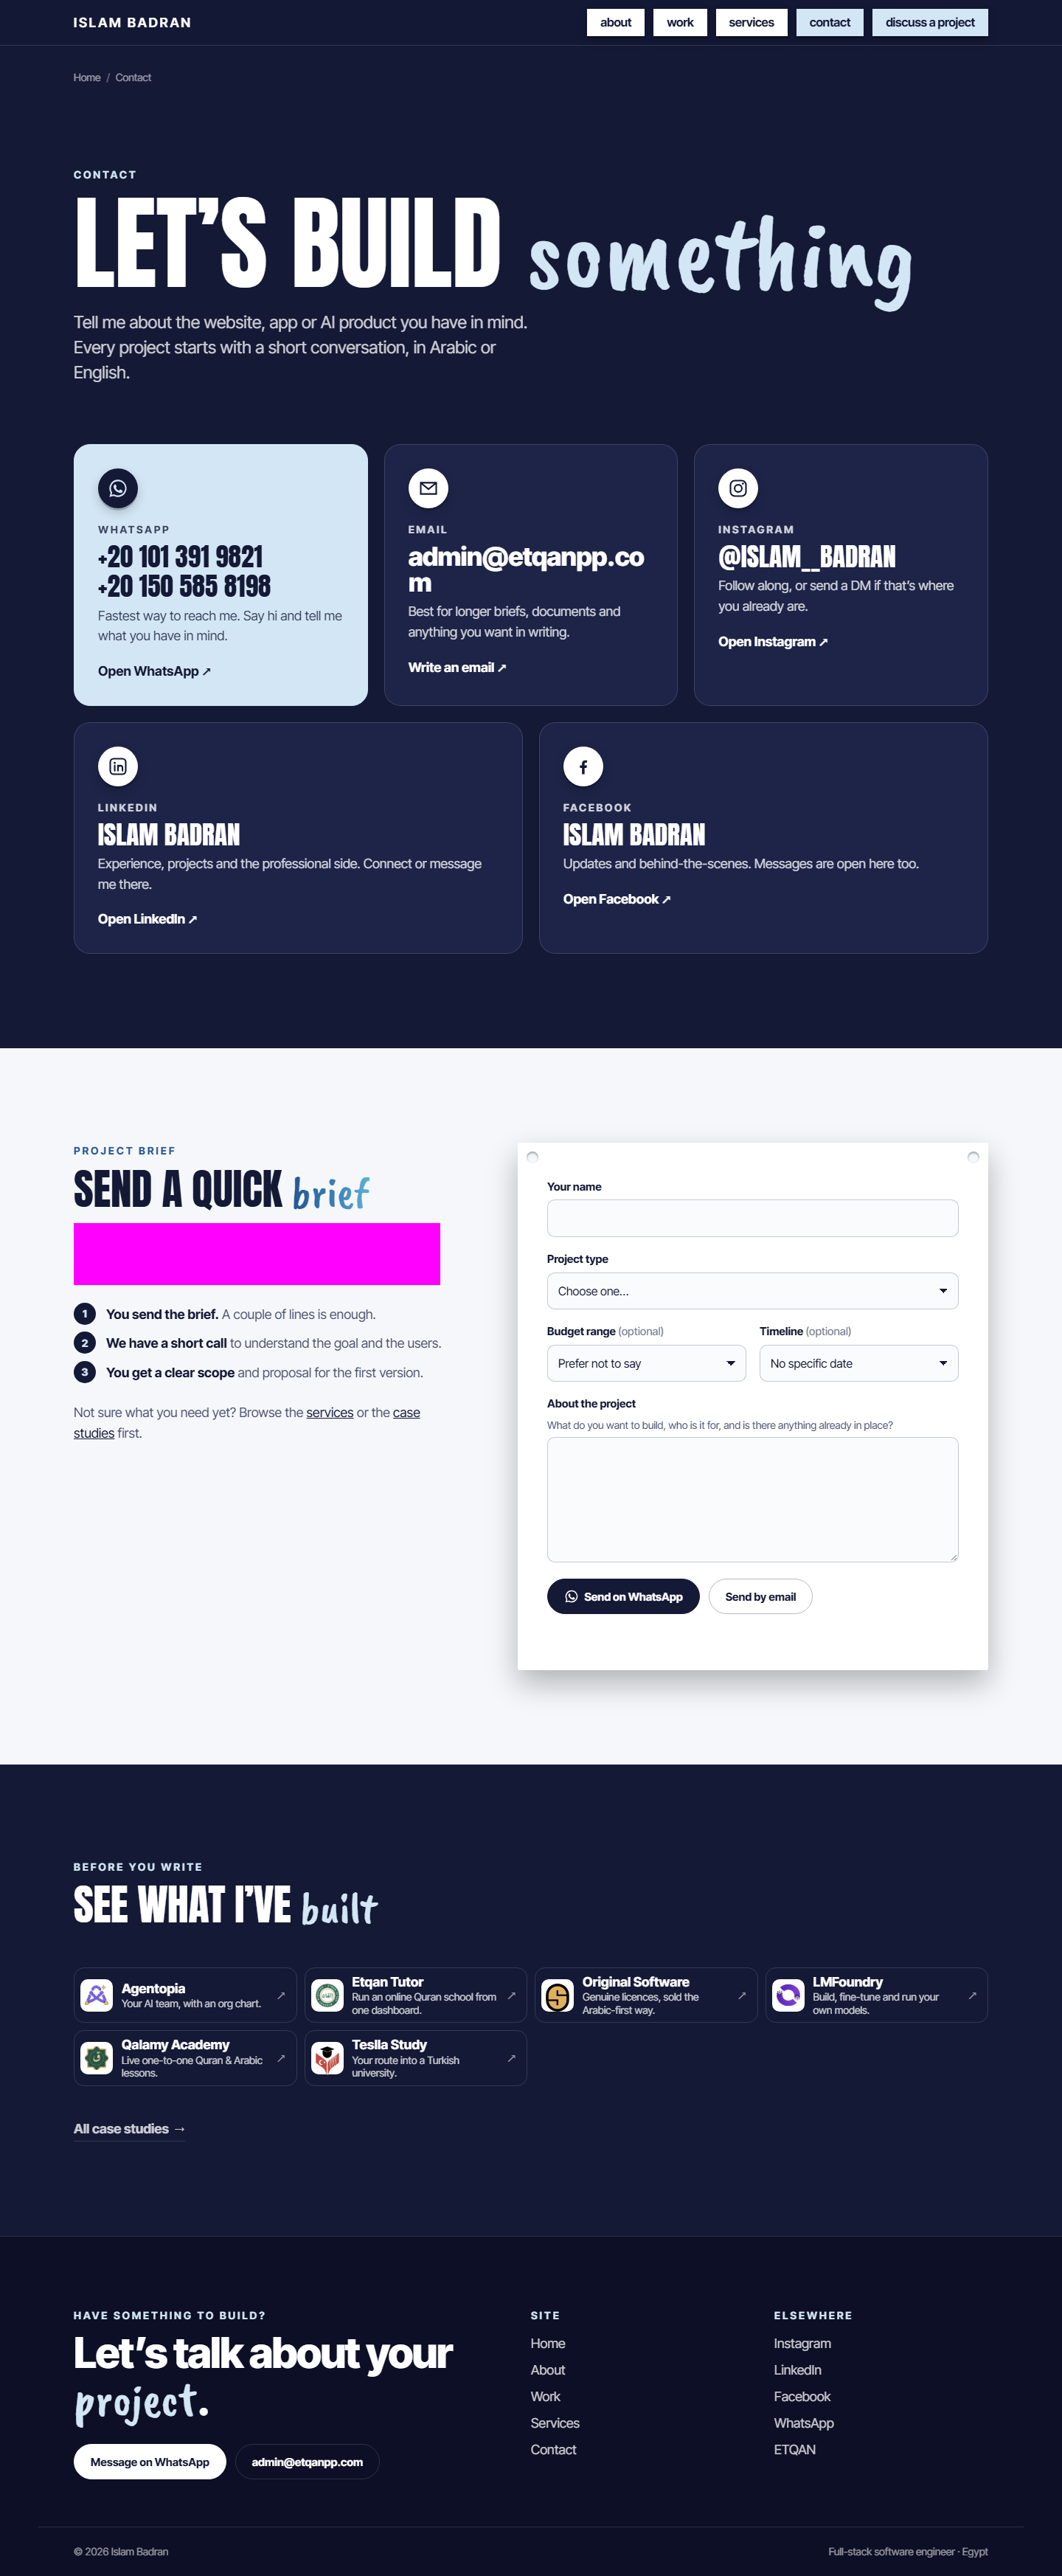 ISLAM BADRAN
about
work
services
contact
discuss a project
Home / Contact
CONTACT
LET'S BUILD something
Tell me about the website, app or AI product you have in mind.
Every project starts with a short conversation, in Arabic or
English.
WHATSAPP
+20 101 391 9821
+20 150 585 8198
Fastest way to reach me. Say hi and tell me
what you have in mind.
Open WhatsApp ↗
EMAIL
admin@etqanpp.co
m
Best for longer briefs, documents and
anything you want in writing.
Write an email ↗
INSTAGRAM
@ISLAM__BADRAN
Follow along, or send a DM if that's where
you already are.
Open Instagram ↗
LINKEDIN
ISLAM BADRAN
Experience, projects and the professional side. Connect or message
me there.
Open LinkedIn ↗
FACEBOOK
ISLAM BADRAN
Updates and behind-the-scenes. Messages are open here too.
Open Facebook ↗
PROJECT BRIEF
SEND A QUICK brief
1 You send the brief. A couple of lines is enough.
2 We have a short call to understand the goal and the users.
3 You get a clear scope and proposal for the first version.
Not sure what you need yet? Browse the services or the case
studies first.
Your name
Project type
Choose one...
Budget range (optional)
Timeline (optional)
Prefer not to say
No specific date
About the project
What do you want to build, who is it for, and is there anything already in place?
Send on WhatsApp
Send by email
BEFORE YOU WRITE
SEE WHAT I'VE built
Agentopia
Your AI team, with an org chart. ↗
Etqan Tutor
Run an online Quran school from
one dashboard. ↗
Original Software
Genuine licences, sold the
Arabic-first way. ↗
LMFoundry
Build, fine-tune and run your
own models. ↗
Qalamy Academy
Live one-to-one Quran & Arabic
lessons. ↗
Teslla Study
Your route into a Turkish
university. ↗
All case studies →
HAVE SOMETHING TO BUILD?
Let's talk about your
project.
Message on WhatsApp
admin@etqanpp.com
SITE
Home
About
Work
Services
Contact
ELSEWHERE
Instagram
LinkedIn
Facebook
WhatsApp
ETQAN
© 2026 Islam Badran
Full-stack software engineer · Egypt